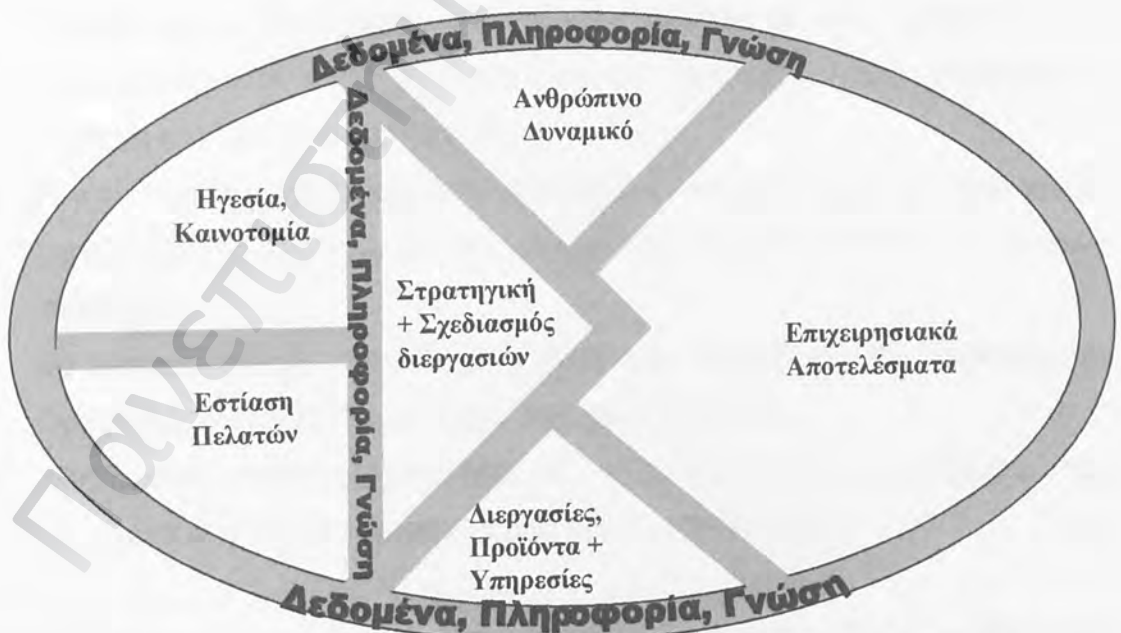 Δεδομένα, Πληροφορία, Γνώση
Ανθρώπινο
Δυναμικό
Ηγεσία,
Καινοτομία
Δεδομένα, Πληροφορία, Γνώση
Στρατηγική
+ Σχεδιασμός
διεργασιών
Επιχειρησιακά
Αποτελέσματα
Εστίαση
Πελατών
Διεργασίες,
Προϊόντα +
Υπηρεσίες
Δεδομένα, Πληροφορία, Γνώση